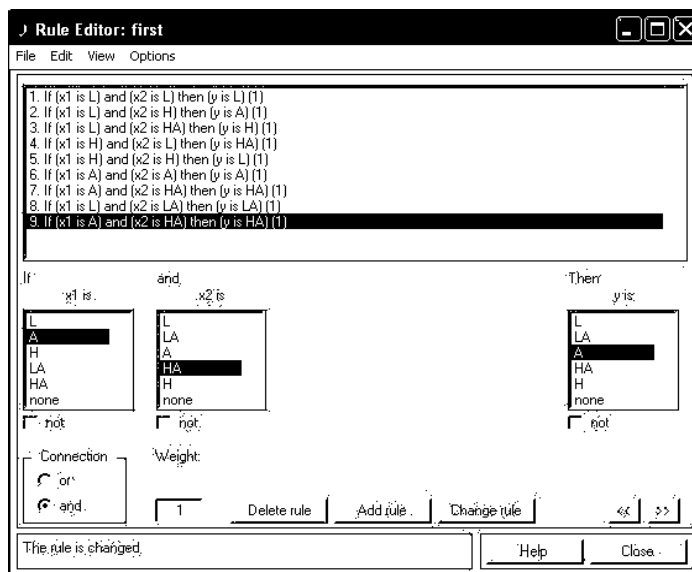 Rule Editor: first
File Edit View Options
1. If (x1 is L) and (x2 is L) then (y is L) (1)
2. If (x1 is L) and (x2 is H) then (y is A) (1)
3. If (x1 is L) and (x2 is HA) then (y is H) (1)
4. If (x1 is H) and (x2 is L) then (y is HA) (1)
5. If (x1 is H) and (x2 is H) then (y is L) (1)
6. If (x1 is A) and (x2 is A) then (y is A) (1)
7. If (x1 is A) and (x2 is HA) then (y is HA) (1)
8. If (x1 is L) and (x2 is LA) then (y is LA) (1)
9. If (x1 is A) and (x2 is HA) then (y is HA) (1)
If and Then
x1 is x2 is y is
L L L
A LA LA
H A A
LA HA HA
HA H H
none none none
not not not
Connection Weight:
or
and 1 Delete rule Add rule Change rule << >>
The rule is changed Help Close